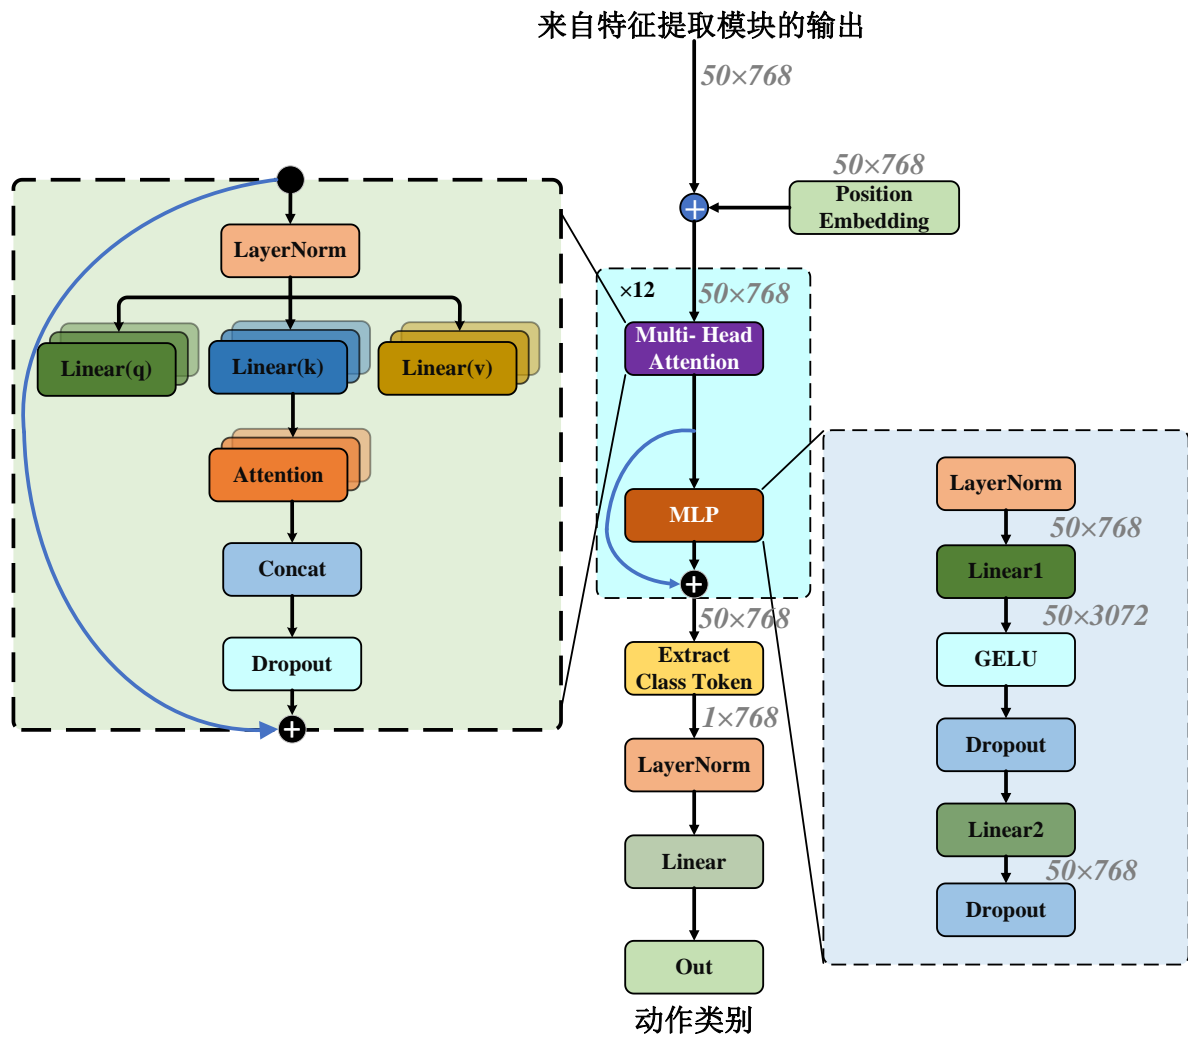 来自特征提取模块的输出
50×768
50×768
Position
Embedding
×12
50×768
Multi- Head
Attention
MLP
50×768
Extract
Class Token
1×768
LayerNorm
Linear
Out
动作类别
LayerNorm
Linear(q)
Linear(k)
Linear(v)
Attention
Concat
Dropout
LayerNorm
50×768
Linear1
50×3072
GELU
Dropout
Linear2
50×768
Dropout